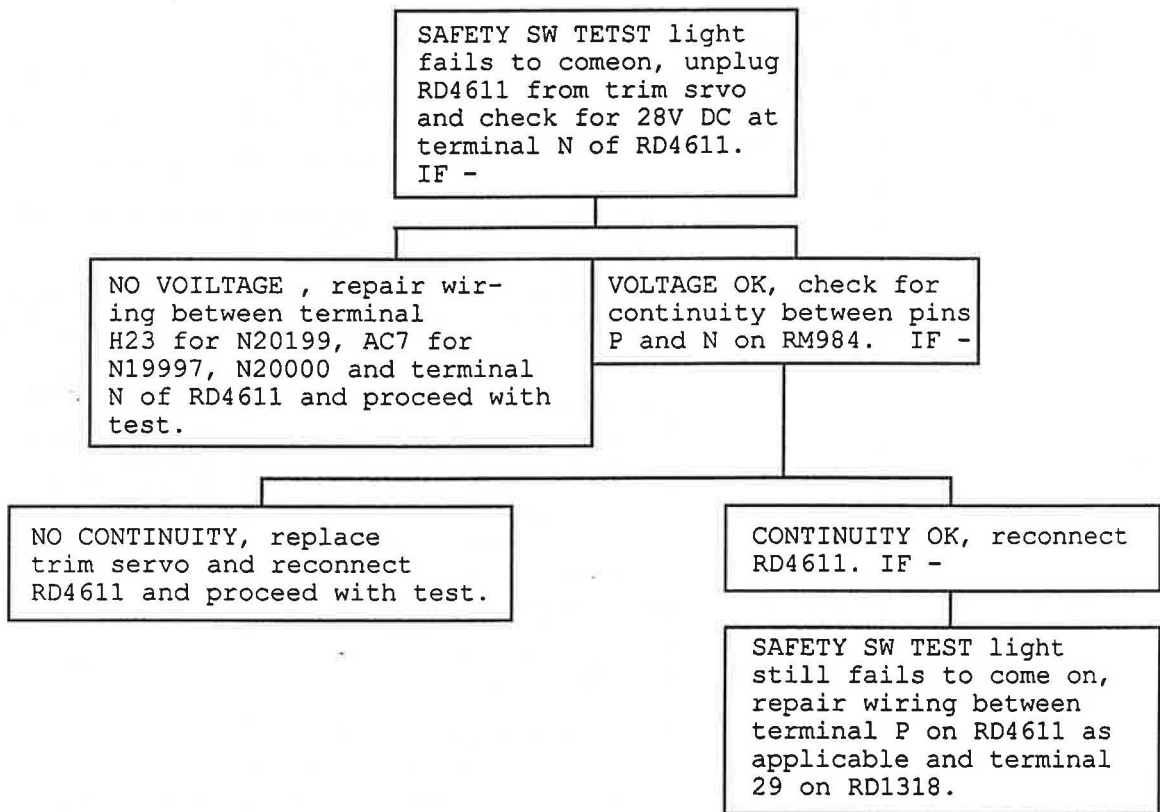 SAFETY SW TETST light
fails to comeon, unplug
RD4611 from trim srvo
and check for 28V DC at
terminal N of RD4611.
IF -
NO VOILTAGE , repair wir-
ing between terminal
H23 for N20199, AC7 for
N19997, N20000 and terminal
N of RD4611 and proceed with
test.
VOLTAGE OK, check for
continuity between pins
P and N on RM984. IF -
NO CONTINUITY, replace
trim servo and reconnect
RD4611 and proceed with test.
CONTINUITY OK, reconnect
RD4611. IF -
SAFETY SW TEST light
still fails to come on,
repair wiring between
terminal P on RD4611 as
applicable and terminal
29 on RD1318.